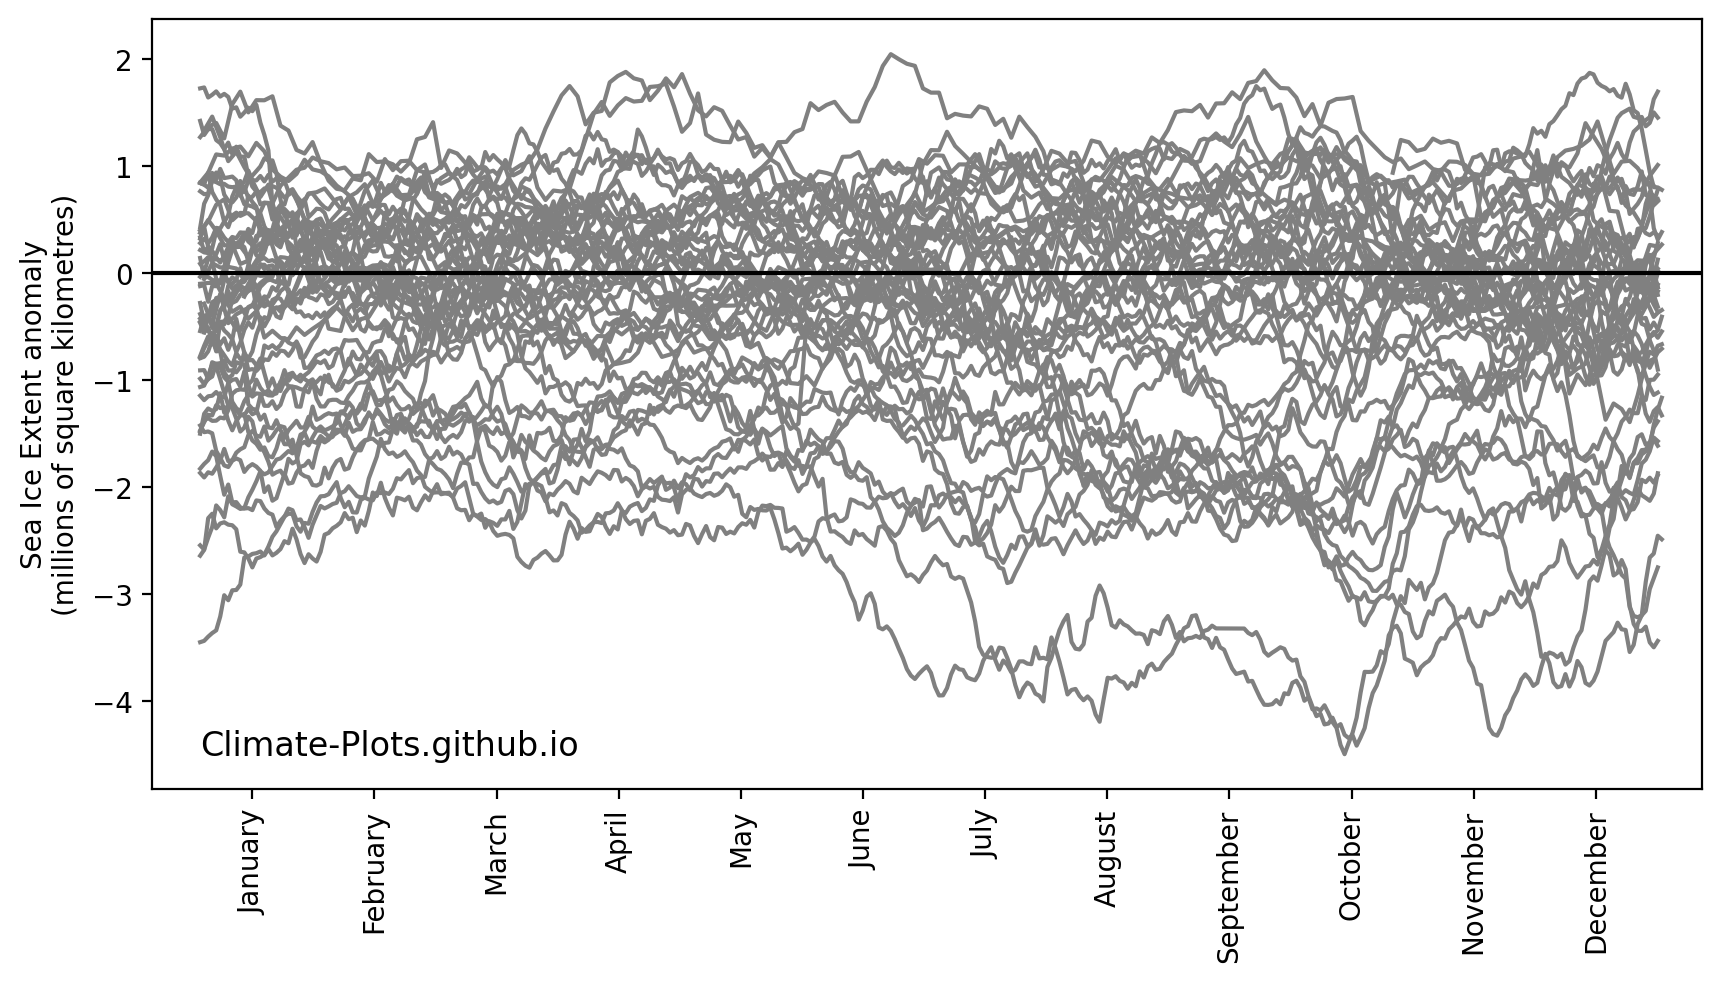 Sea Ice Extent anomaly
(millions of square kilometres)
2
1
0
−1
−2
−3
−4
Climate-Plots.github.io
January
February
March
April
May
June
July
August
September
October
November
December